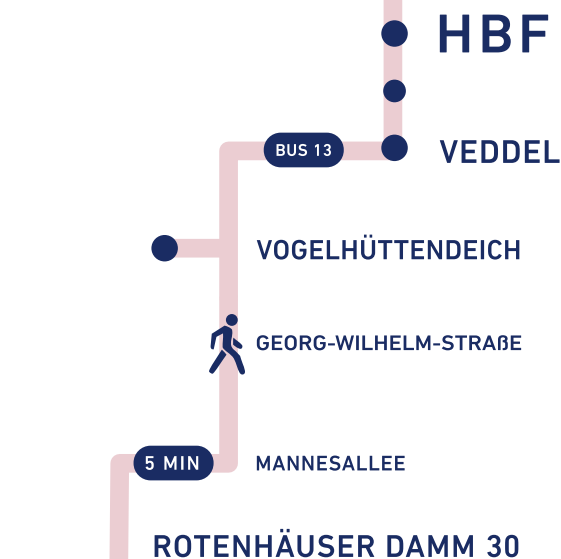 HBF
BUS 13
VEDDEL
VOGELHÜTTENDEICH
GEORG-WILHELM-STRAßE
5 MIN
MANNESALLEE
ROTENHÄUSER DAMM 30